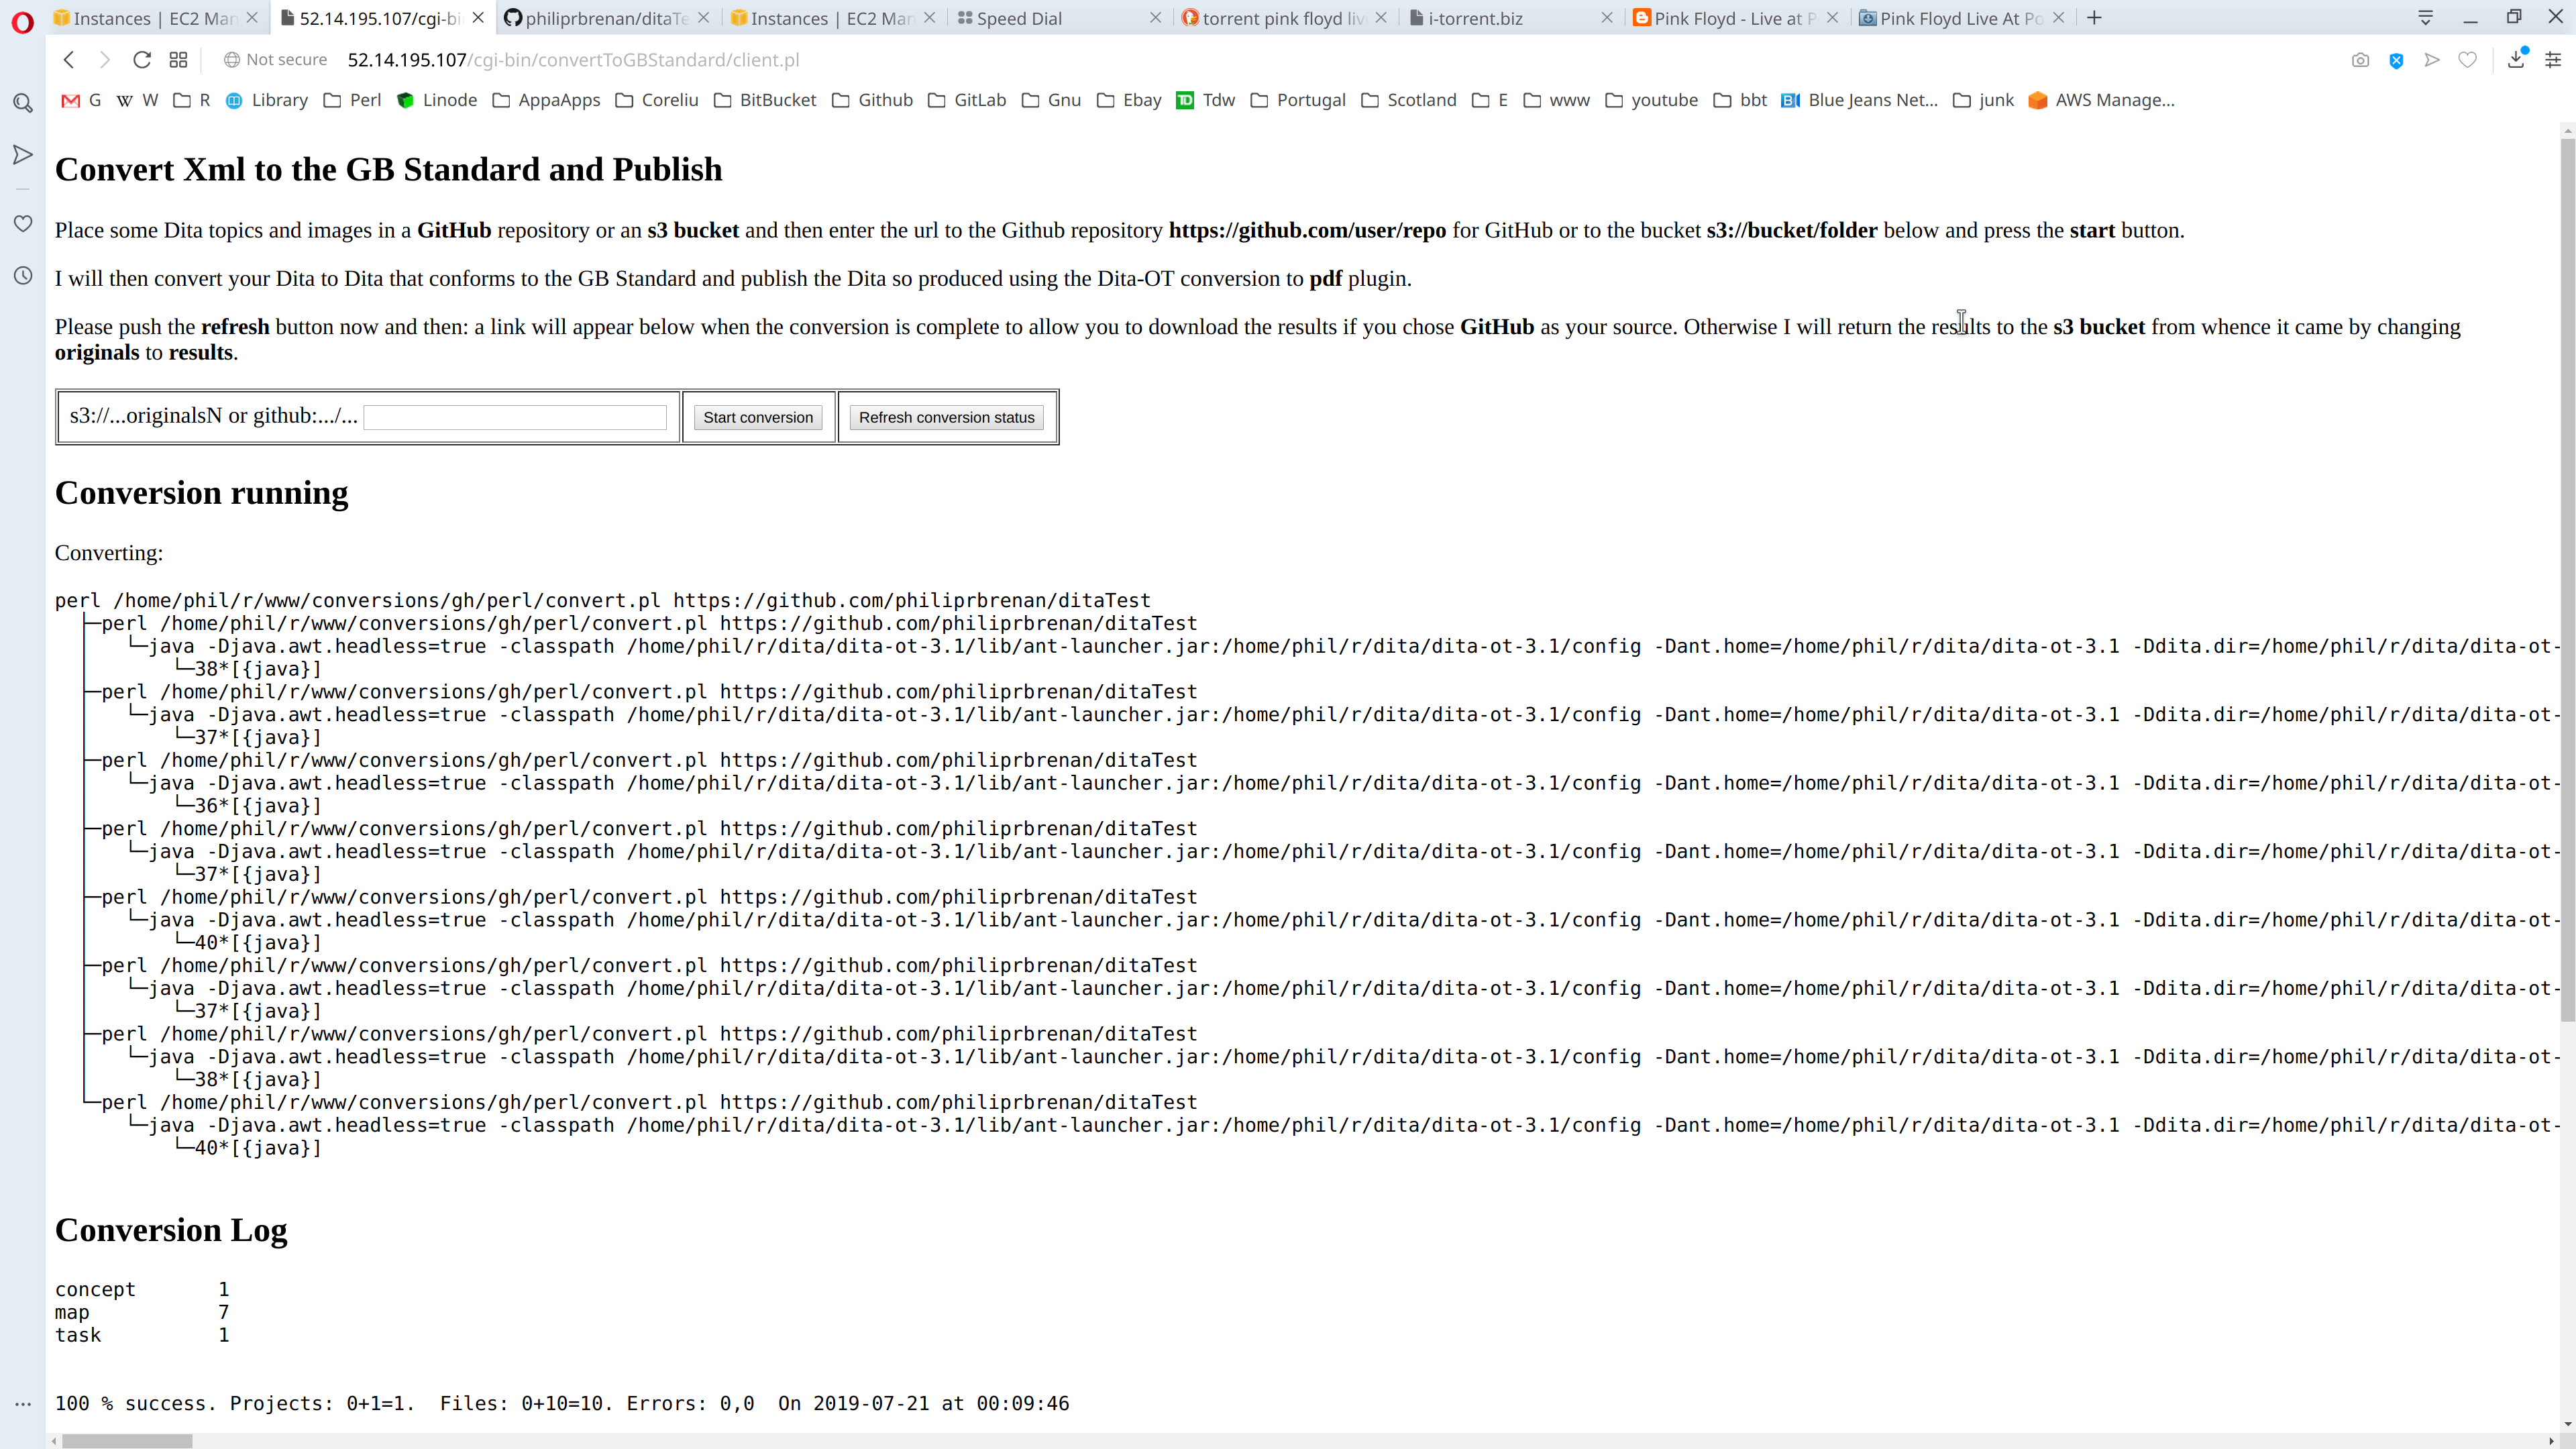 Instances | EC2 Man
52.14.195.107/cgi-bi
philiprbrenan/ditaTe
Instances | EC2 Man
Speed Dial
torrent pink floyd liv
i-torrent.biz
Pink Floyd - Live at P
Pink Floyd Live At Po
Not secure 52.14.195.107/cgi-bin/convertToGBStandard/client.pl
G W R Library Perl Linode AppaApps Coreliu BitBucket Github GitLab Gnu Ebay Tdw Portugal Scotland E www youtube bbt Blue Jeans Net... junk AWS Manage...
Convert Xml to the GB Standard and Publish
Place some Dita topics and images in a GitHub repository or an s3 bucket and then enter the url to the Github repository https://github.com/user/repo for GitHub or to the bucket s3://bucket/folder below and press the start button.
I will then convert your Dita to Dita that conforms to the GB Standard and publish the Dita so produced using the Dita-OT conversion to pdf plugin.
Please push the refresh button now and then: a link will appear below when the conversion is complete to allow you to download the results if you chose GitHub as your source. Otherwise I will return the results to the s3 bucket from whence it came by changing
originals to results.
s3://...originalsN or github:.../... Start conversion Refresh conversion status
Conversion running
Converting:
perl /home/phil/r/www/conversions/gh/perl/convert.pl https://github.com/philiprbrenan/ditaTest
├─perl /home/phil/r/www/conversions/gh/perl/convert.pl https://github.com/philiprbrenan/ditaTest
└─java -Djava.awt.headless=true -classpath /home/phil/r/dita/dita-ot-3.1/lib/ant-launcher.jar:/home/phil/r/dita/dita-ot-3.1/config -Dant.home=/home/phil/r/dita/dita-ot-3.1 -Ddita.dir=/home/phil/r/dita/dita-ot-
└─38*[{java}]
├─perl /home/phil/r/www/conversions/gh/perl/convert.pl https://github.com/philiprbrenan/ditaTest
└─java -Djava.awt.headless=true -classpath /home/phil/r/dita/dita-ot-3.1/lib/ant-launcher.jar:/home/phil/r/dita/dita-ot-3.1/config -Dant.home=/home/phil/r/dita/dita-ot-3.1 -Ddita.dir=/home/phil/r/dita/dita-ot-
└─37*[{java}]
├─perl /home/phil/r/www/conversions/gh/perl/convert.pl https://github.com/philiprbrenan/ditaTest
└─java -Djava.awt.headless=true -classpath /home/phil/r/dita/dita-ot-3.1/lib/ant-launcher.jar:/home/phil/r/dita/dita-ot-3.1/config -Dant.home=/home/phil/r/dita/dita-ot-3.1 -Ddita.dir=/home/phil/r/dita/dita-ot-
└─36*[{java}]
├─perl /home/phil/r/www/conversions/gh/perl/convert.pl https://github.com/philiprbrenan/ditaTest
└─java -Djava.awt.headless=true -classpath /home/phil/r/dita/dita-ot-3.1/lib/ant-launcher.jar:/home/phil/r/dita/dita-ot-3.1/config -Dant.home=/home/phil/r/dita/dita-ot-3.1 -Ddita.dir=/home/phil/r/dita/dita-ot-
└─37*[{java}]
├─perl /home/phil/r/www/conversions/gh/perl/convert.pl https://github.com/philiprbrenan/ditaTest
└─java -Djava.awt.headless=true -classpath /home/phil/r/dita/dita-ot-3.1/lib/ant-launcher.jar:/home/phil/r/dita/dita-ot-3.1/config -Dant.home=/home/phil/r/dita/dita-ot-3.1 -Ddita.dir=/home/phil/r/dita/dita-ot-
└─40*[{java}]
├─perl /home/phil/r/www/conversions/gh/perl/convert.pl https://github.com/philiprbrenan/ditaTest
└─java -Djava.awt.headless=true -classpath /home/phil/r/dita/dita-ot-3.1/lib/ant-launcher.jar:/home/phil/r/dita/dita-ot-3.1/config -Dant.home=/home/phil/r/dita/dita-ot-3.1 -Ddita.dir=/home/phil/r/dita/dita-ot-
└─37*[{java}]
├─perl /home/phil/r/www/conversions/gh/perl/convert.pl https://github.com/philiprbrenan/ditaTest
└─java -Djava.awt.headless=true -classpath /home/phil/r/dita/dita-ot-3.1/lib/ant-launcher.jar:/home/phil/r/dita/dita-ot-3.1/config -Dant.home=/home/phil/r/dita/dita-ot-3.1 -Ddita.dir=/home/phil/r/dita/dita-ot-
└─38*[{java}]
└─perl /home/phil/r/www/conversions/gh/perl/convert.pl https://github.com/philiprbrenan/ditaTest
└─java -Djava.awt.headless=true -classpath /home/phil/r/dita/dita-ot-3.1/lib/ant-launcher.jar:/home/phil/r/dita/dita-ot-3.1/config -Dant.home=/home/phil/r/dita/dita-ot-3.1 -Ddita.dir=/home/phil/r/dita/dita-ot-
└─40*[{java}]
Conversion Log
concept 1
map 7
task 1
100 % success. Projects: 0+1=1. Files: 0+10=10. Errors: 0,0 On 2019-07-21 at 00:09:46